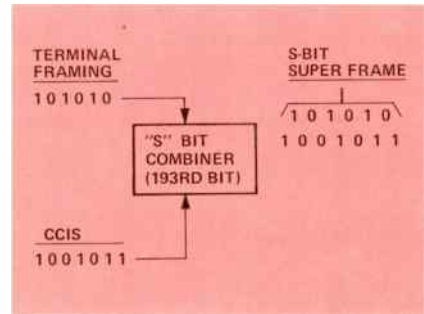 TERMINAL
FRAMING
101010
S-BIT
SUPER FRAME
101010
1001011
"S" BIT
COMBINER
(193RD BIT)
CCIS
1001011